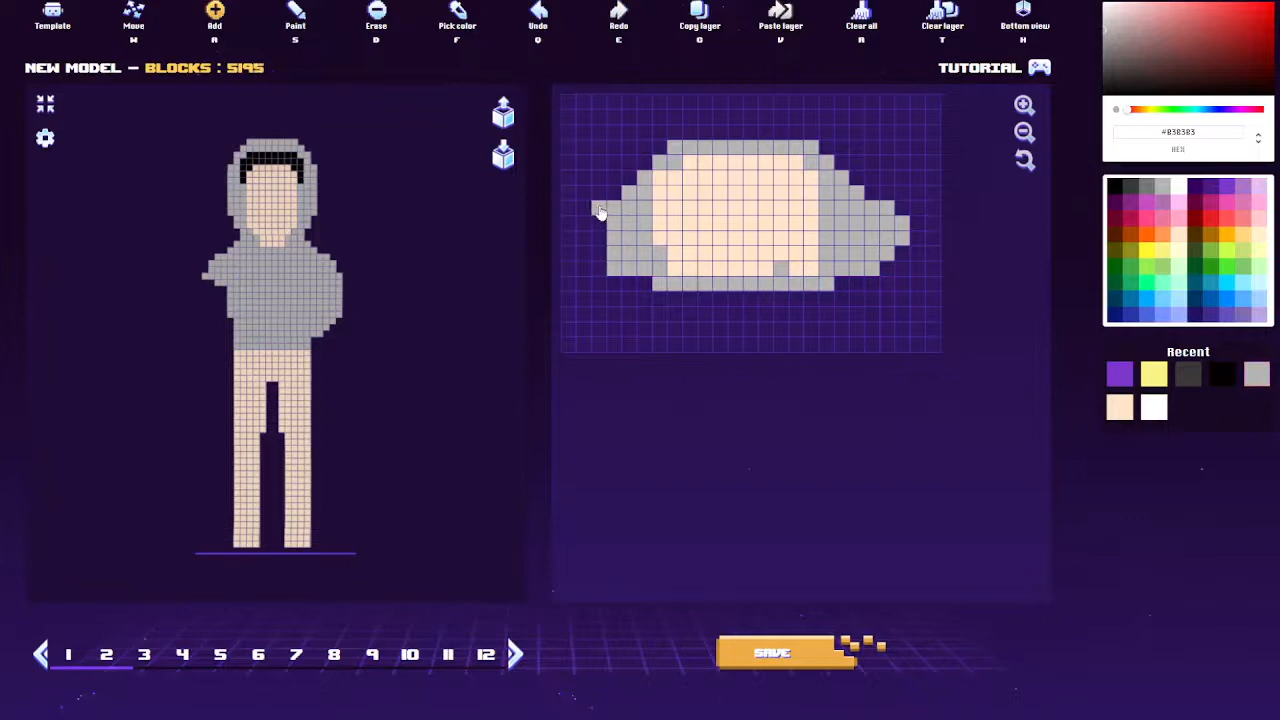 Template Move Add Paint Erase Pick color Undo Redo Copy layer Paste layer Clear all Clear layer Bottom view
W A S D F Q E C V R T H
NEW MODEL – BLOCKS : 5195
TUTORIAL
#B3B3B3
HEX
Recent
1 2 3 4 5 6 7 8 9 10 11 12
SAVE